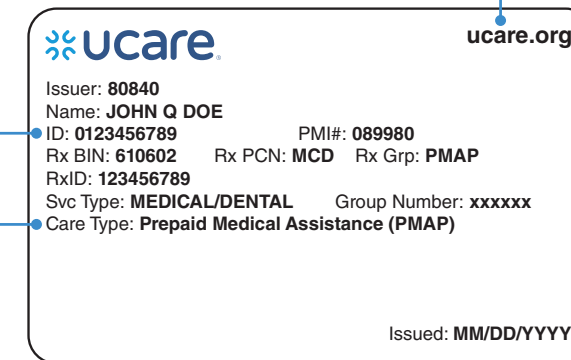 ucare.
ucare.org
Issuer: 80840
Name: JOHN Q DOE
ID: 0123456789 PMI#: 089980
Rx BIN: 610602 Rx PCN: MCD Rx Grp: PMAP
RxID: 123456789
Svc Type: MEDICAL/DENTAL Group Number: xxxxxx
Care Type: Prepaid Medical Assistance (PMAP)
Issued: MM/DD/YYYY